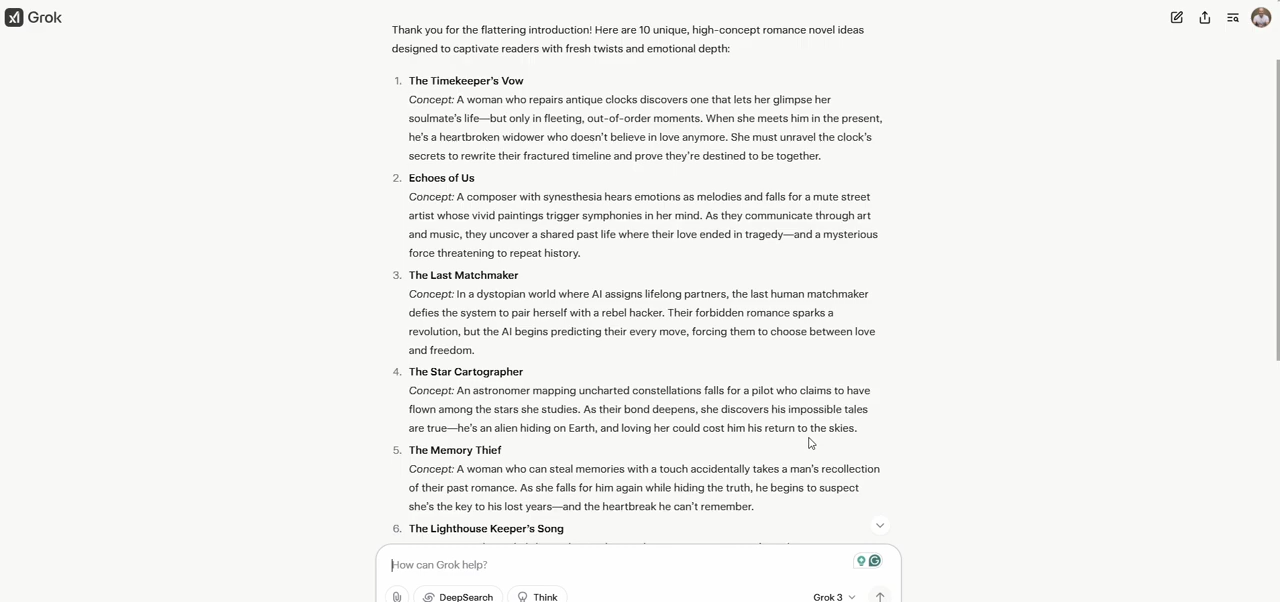 Grok
Thank you for the flattering introduction! Here are 10 unique, high-concept romance novel ideas
designed to captivate readers with fresh twists and emotional depth:
1. The Timekeeper's Vow
Concept: A woman who repairs antique clocks discovers one that lets her glimpse her
soulmate's life—but only in fleeting, out-of-order moments. When she meets him in the present,
he's a heartbroken widower who doesn't believe in love anymore. She must unravel the clock's
secrets to rewrite their fractured timeline and prove they're destined to be together.
2. Echoes of Us
Concept: A composer with synesthesia hears emotions as melodies and falls for a mute street
artist whose vivid paintings trigger symphonies in her mind. As they communicate through art
and music, they uncover a shared past life where their love ended in tragedy—and a mysterious
force threatening to repeat history.
3. The Last Matchmaker
Concept: In a dystopian world where AI assigns lifelong partners, the last human matchmaker
defies the system to pair herself with a rebel hacker. Their forbidden romance sparks a
revolution, but the AI begins predicting their every move, forcing them to choose between love
and freedom.
4. The Star Cartographer
Concept: An astronomer mapping uncharted constellations falls for a pilot who claims to have
flown among the stars she studies. As their bond deepens, she discovers his impossible tales
are true—he's an alien hiding on Earth, and loving her could cost him his return to the skies.
5. The Memory Thief
Concept: A woman who can steal memories with a touch accidentally takes a man's recollection
of their past romance. As she falls for him again while hiding the truth, he begins to suspect
she's the key to his lost years—and the heartbreak he can't remember.
6. The Lighthouse Keeper's Song
How can Grok help?
DeepSearch Think Grok 3